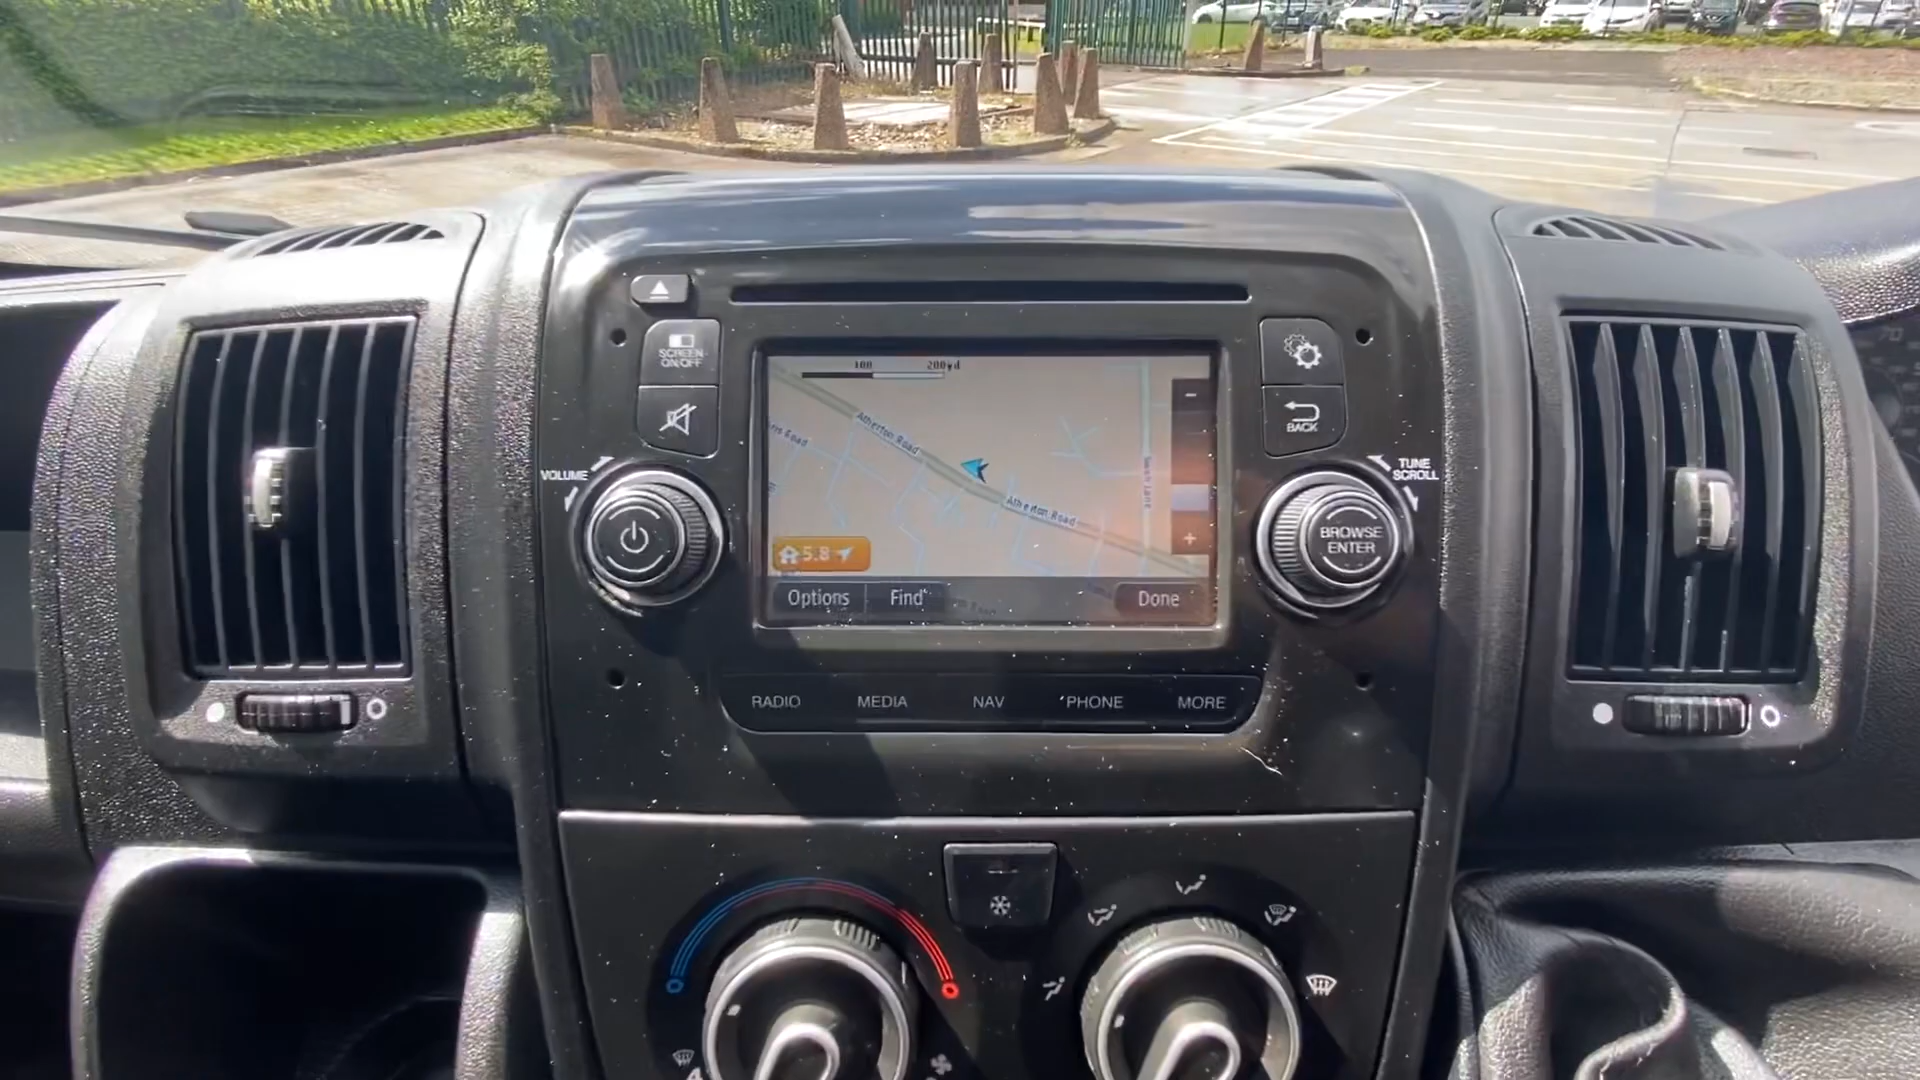 SCREEN
ON/OFF
VOLUME
100 200yd
Atherton Road
Atherton Road
Road
5.8
Options Find Done
BACK
TUNE
SCROLL
BROWSE
ENTER
RADIO MEDIA NAV PHONE MORE